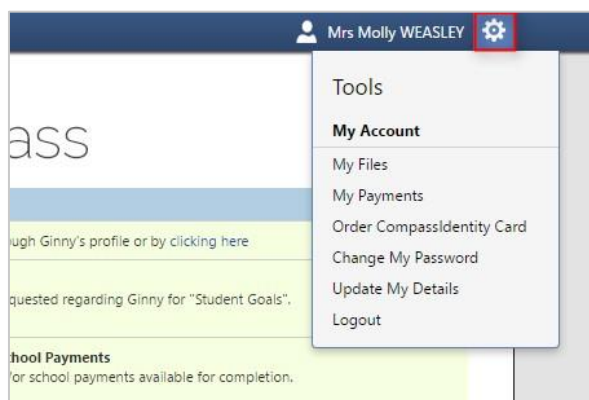 Mrs Molly WEASLEY
Tools
My Account
My Files
My Payments
Order CompassIdentity Card
Change My Password
Update My Details
Logout
ass
ugh Ginny's profile or by clicking here
quested regarding Ginny for "Student Goals".
hool Payments
or school payments available for completion.